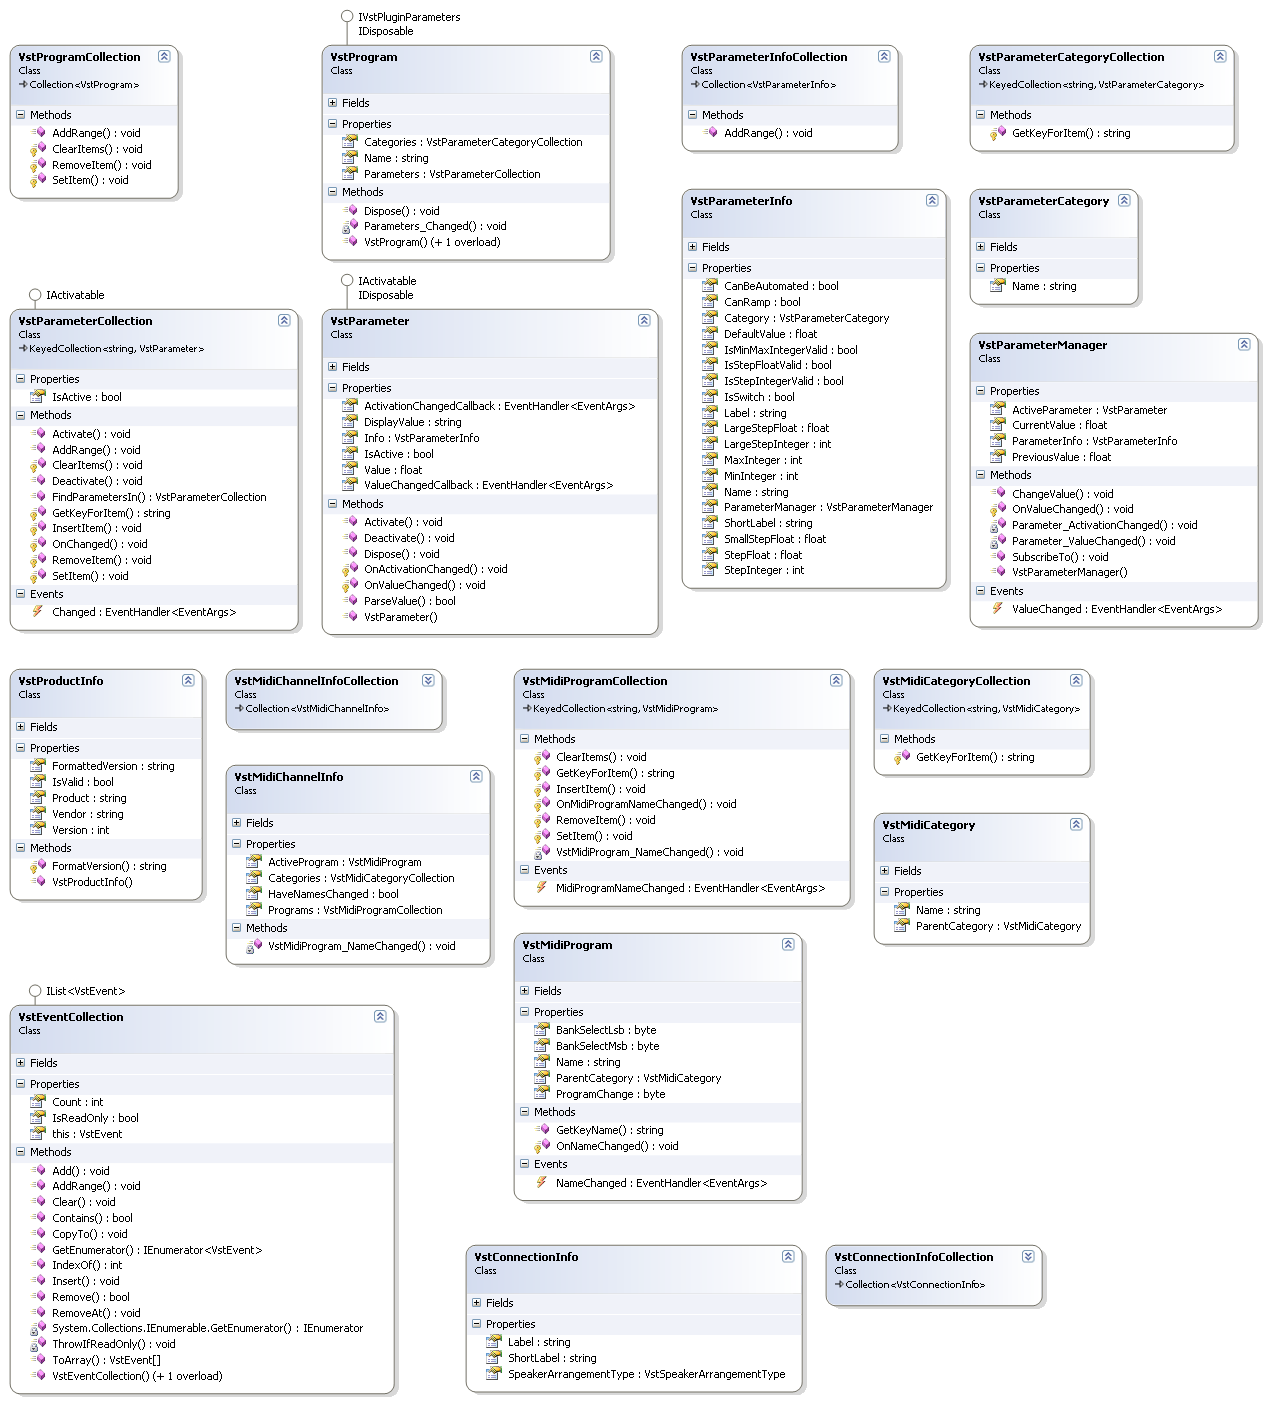 VstProgramCollection
Class
Collection<VstProgram>
Methods
AddRange() : void
ClearItems() : void
RemoveItem() : void
SetItem() : void
IVstPluginParameters
IDisposable
VstProgram
Class
Fields
Properties
Categories : VstParameterCategoryCollection
Name : string
Parameters : VstParameterCollection
Methods
Dispose() : void
Parameters_Changed() : void
VstProgram() (+ 1 overload)
VstParameterInfoCollection
Class
Collection<VstParameterInfo>
Methods
AddRange() : void
VstParameterCategoryCollection
Class
KeyedCollection<string, VstParameterCategory>
Methods
GetKeyForItem() : string
VstParameterInfo
Class
Fields
Properties
CanBeAutomated : bool
CanRamp : bool
Category : VstParameterCategory
DefaultValue : float
IsMinMaxIntegerValid : bool
IsStepFloatValid : bool
IsStepIntegerValid : bool
IsSwitch : bool
Label : string
LargeStepFloat : float
LargeStepInteger : int
MaxInteger : int
MinInteger : int
Name : string
ParameterManager : VstParameterManager
ShortLabel : string
SmallStepFloat : float
StepFloat : float
StepInteger : int
VstParameterCategory
Class
Fields
Properties
Name : string
IActivatable
VstParameterCollection
Class
KeyedCollection<string, VstParameter>
Properties
IsActive : bool
Methods
Activate() : void
AddRange() : void
ClearItems() : void
Deactivate() : void
FindParametersIn() : VstParameterCollection
GetKeyForItem() : string
InsertItem() : void
OnChanged() : void
RemoveItem() : void
SetItem() : void
Events
Changed : EventHandler<EventArgs>
IActivatable
IDisposable
VstParameter
Class
Fields
Properties
ActivationChangedCallback : EventHandler<EventArgs>
DisplayValue : string
Info : VstParameterInfo
IsActive : bool
Value : float
ValueChangedCallback : EventHandler<EventArgs>
Methods
Activate() : void
Deactivate() : void
Dispose() : void
OnActivationChanged() : void
OnValueChanged() : void
ParseValue() : bool
VstParameter()
VstParameterManager
Class
Properties
ActiveParameter : VstParameter
CurrentValue : float
ParameterInfo : VstParameterInfo
PreviousValue : float
Methods
ChangeValue() : void
OnValueChanged() : void
Parameter_ActivationChanged() : void
Parameter_ValueChanged() : void
SubscribeTo() : void
VstParameterManager()
Events
ValueChanged : EventHandler<EventArgs>
VstProductInfo
Class
Fields
Properties
FormattedVersion : string
IsValid : bool
Product : string
Vendor : string
Version : int
Methods
FormatVersion() : string
VstProductInfo()
VstMidiChannelInfoCollection
Class
Collection<VstMidiChannelInfo>
VstMidiChannelInfo
Class
Fields
Properties
ActiveProgram : VstMidiProgram
Categories : VstMidiCategoryCollection
HaveNamesChanged : bool
Programs : VstMidiProgramCollection
Methods
VstMidiProgram_NameChanged() : void
VstMidiProgramCollection
Class
KeyedCollection<string, VstMidiProgram>
Methods
ClearItems() : void
GetKeyForItem() : string
InsertItem() : void
OnMidiProgramNameChanged() : void
RemoveItem() : void
SetItem() : void
VstMidiProgram_NameChanged() : void
Events
MidiProgramNameChanged : EventHandler<EventArgs>
VstMidiCategoryCollection
Class
KeyedCollection<string, VstMidiCategory>
Methods
GetKeyForItem() : string
VstMidiCategory
Class
Fields
Properties
Name : string
ParentCategory : VstMidiCategory
VstMidiProgram
Class
Fields
Properties
BankSelectLsb : byte
BankSelectMsb : byte
Name : string
ParentCategory : VstMidiCategory
ProgramChange : byte
Methods
GetKeyName() : string
OnNameChanged() : void
Events
NameChanged : EventHandler<EventArgs>
IList<VstEvent>
VstEventCollection
Class
Fields
Properties
Count : int
IsReadOnly : bool
this : VstEvent
Methods
Add() : void
AddRange() : void
Clear() : void
Contains() : bool
CopyTo() : void
GetEnumerator() : IEnumerator<VstEvent>
IndexOf() : int
Insert() : void
Remove() : bool
RemoveAt() : void
System.Collections.IEnumerable.GetEnumerator() : IEnumerator
ThrowIfReadOnly() : void
ToArray() : VstEvent[]
VstEventCollection() (+ 1 overload)
VstConnectionInfo
Class
Fields
Properties
Label : string
ShortLabel : string
SpeakerArrangementType : VstSpeakerArrangementType
VstConnectionInfoCollection
Class
Collection<VstConnectionInfo>